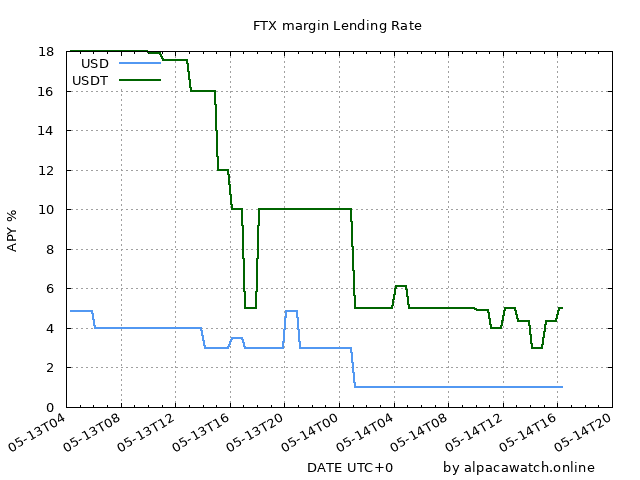 FTX margin Lending Rate
USD
USDT
18
16
14
12
10
8
6
4
2
0
APY %
05-13T04
05-13T08
05-13T12
05-13T16
05-13T20
05-14T00
05-14T04
05-14T08
05-14T12
05-14T16
05-14T20
DATE UTC+0 by alpacawatch.online